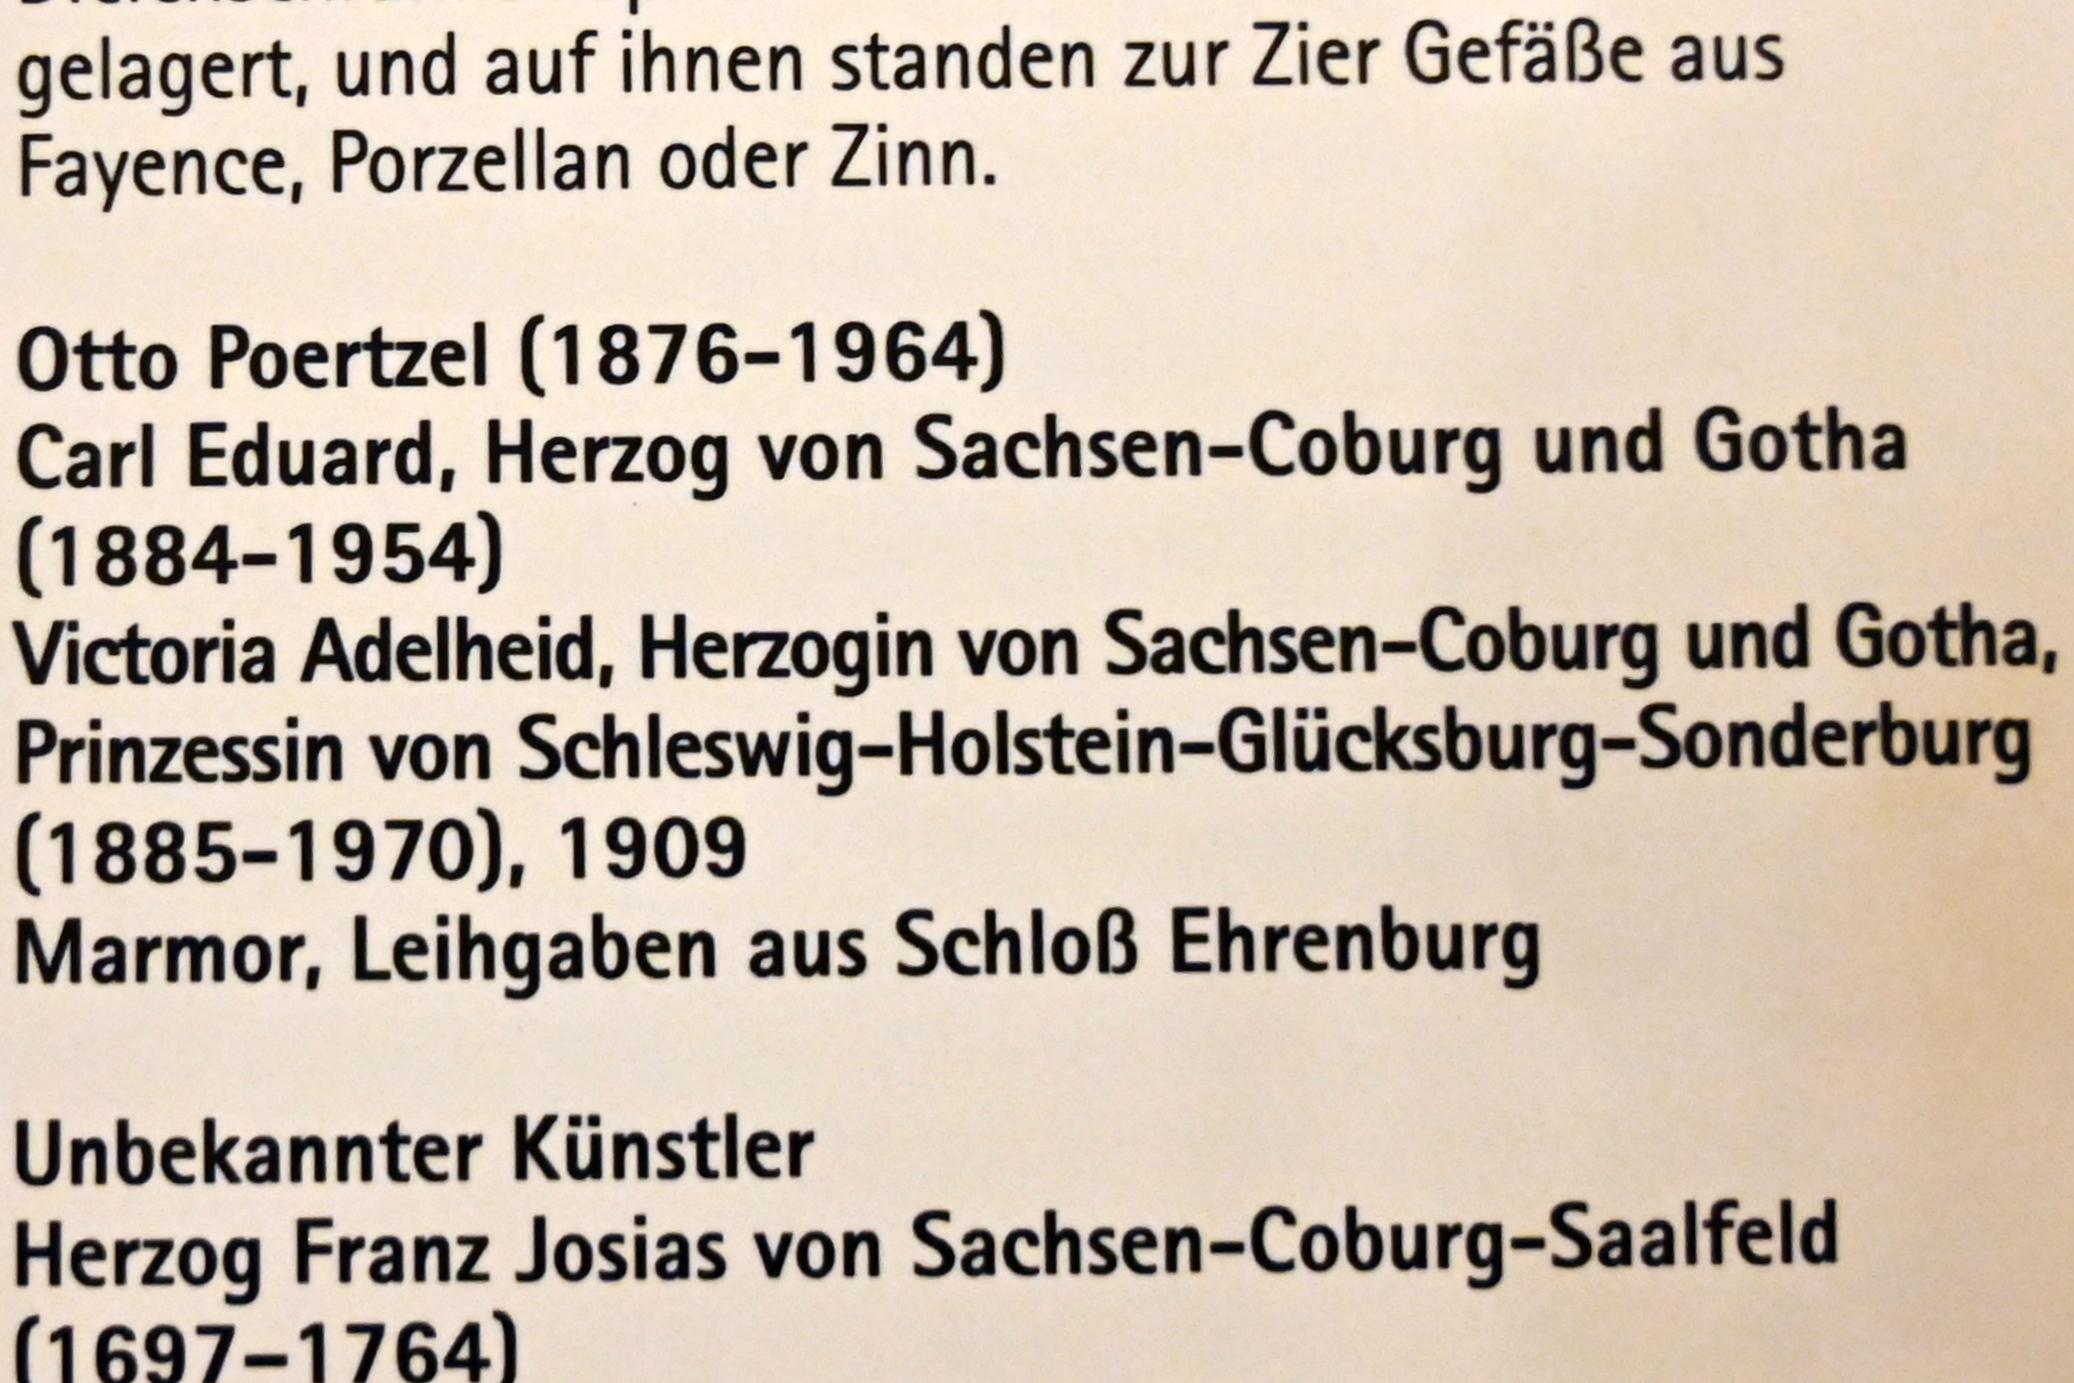 gelagert, und auf ihnen standen zur Zier Gefäße aus
Fayence, Porzellan oder Zinn.
Otto Poertzel (1876–1964)
Carl Eduard, Herzog von Sachsen-Coburg und Gotha
(1884–1954)
Victoria Adelheid, Herzogin von Sachsen-Coburg und Gotha,
Prinzessin von Schleswig-Holstein-Glücksburg-Sonderburg
(1885–1970), 1909
Marmor, Leihgaben aus Schloß Ehrenburg
Unbekannter Künstler
Herzog Franz Josias von Sachsen-Coburg-Saalfeld
(1697–1764)